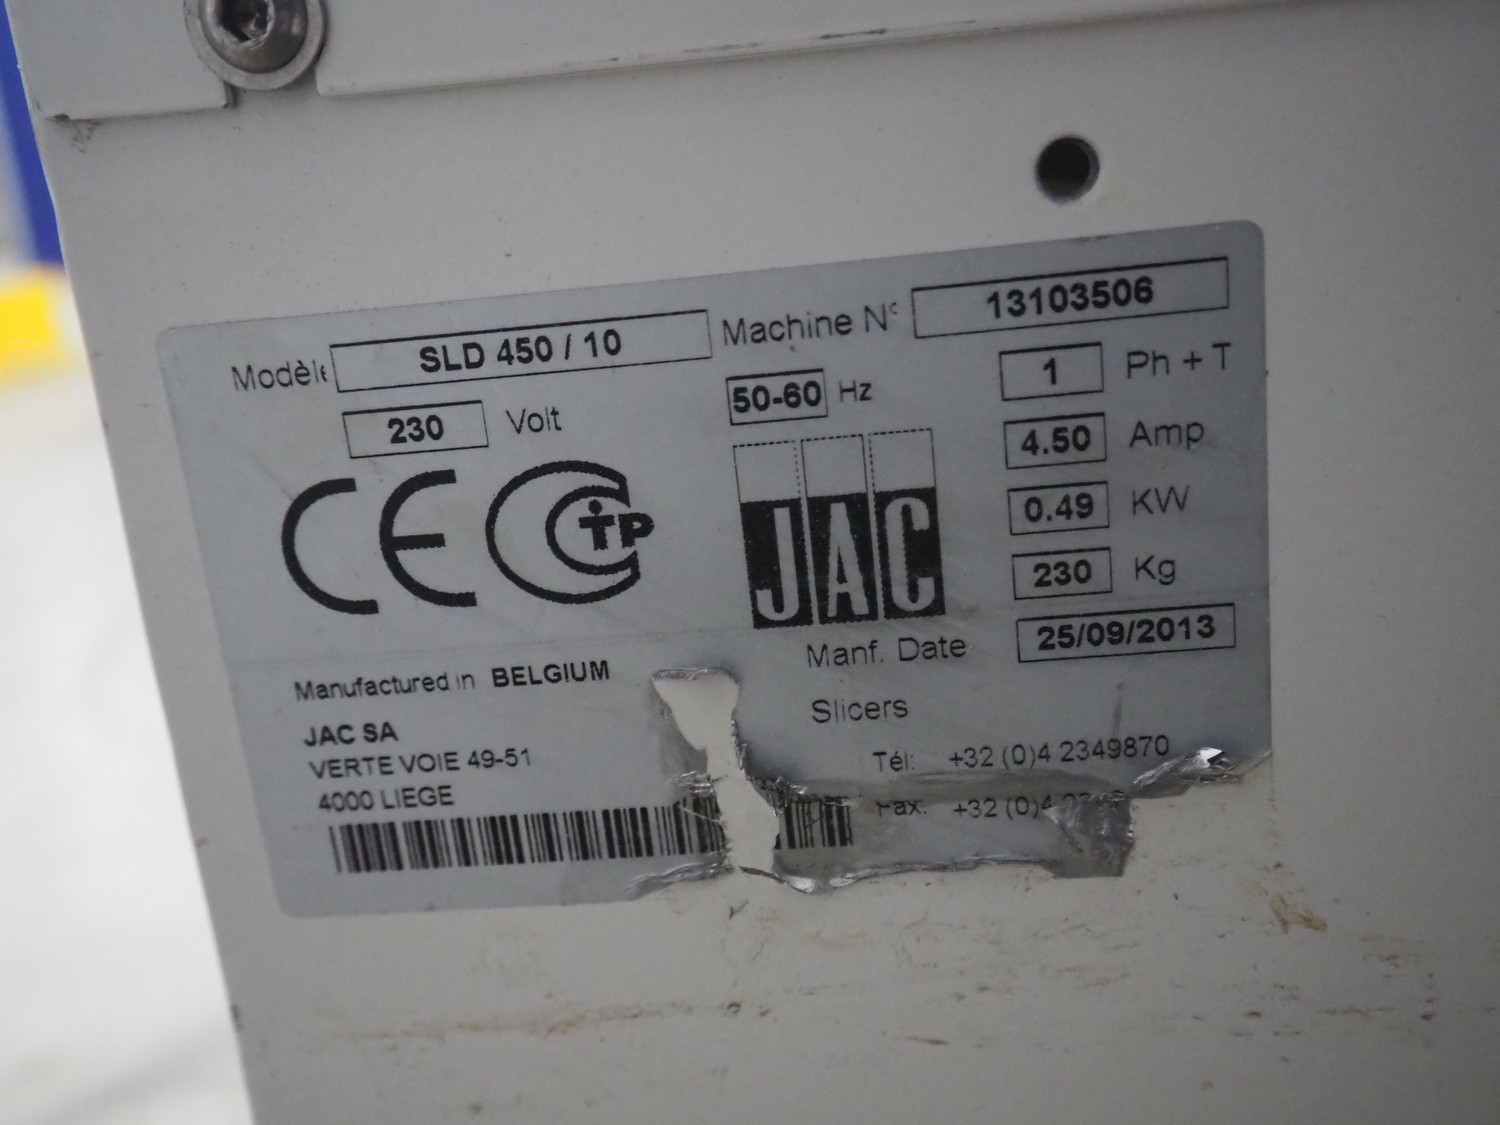 Modèle SLD 450 / 10 Machine N° 13103506
230 Volt 50-60 Hz 1 Ph + T
4.50 Amp
0.49 KW
230 Kg
CE CTP JAC
Manf. Date 25/09/2013
Manufactured in BELGIUM
Slicers
JAC SA
VERTE VOIE 49-51
4000 LIEGE
Tél: +32 (0)4 2349870
Fax: +32 (0)4